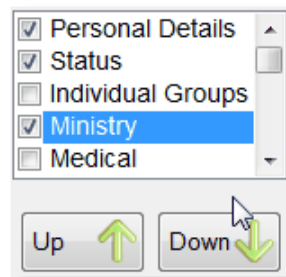 Personal Details
Status
Individual Groups
Ministry
Medical
Up Down